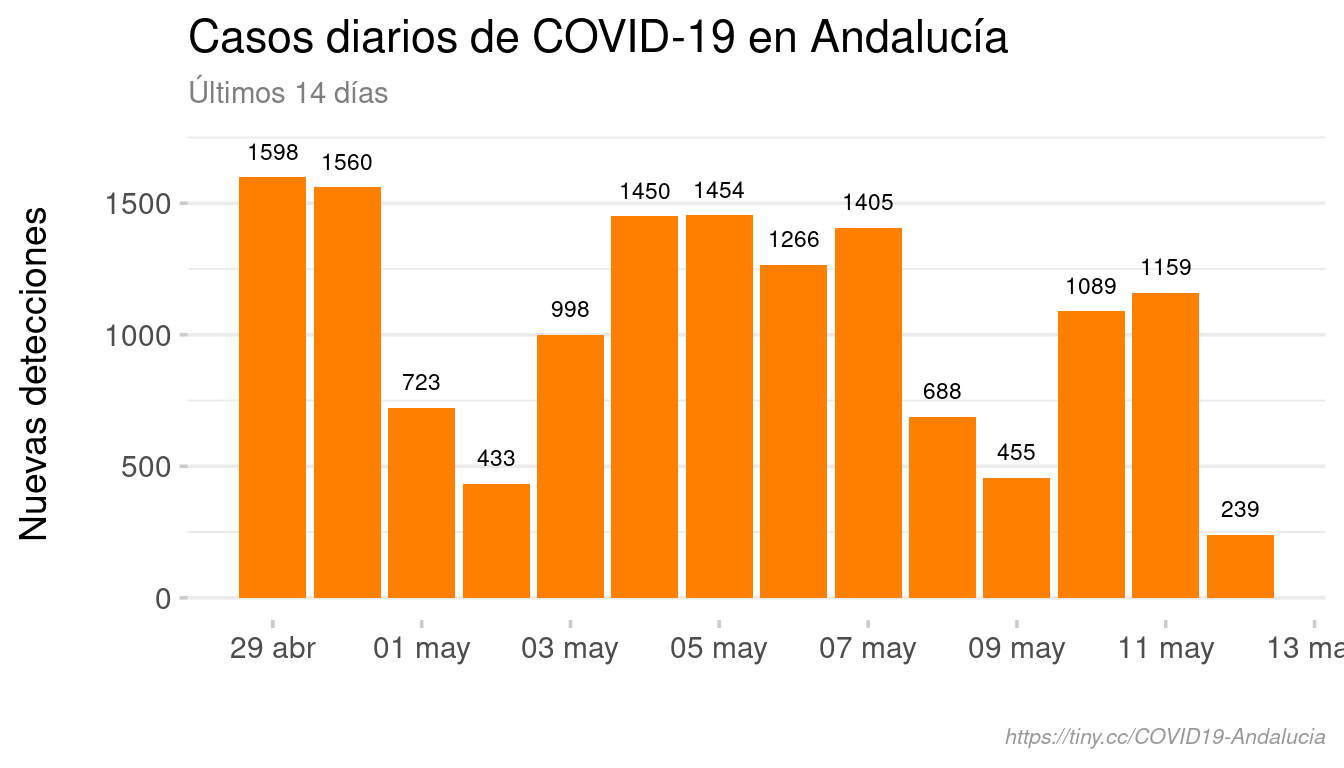 Casos diarios de COVID-19 en Andalucía
Últimos 14 días
Nuevas detecciones
1500
1000
500
0
1598
1560
723
433
998
1450
1454
1266
1405
688
455
1089
1159
239
29 abr
01 may
03 may
05 may
07 may
09 may
11 may
13 ma
https://tiny.cc/COVID19-Andalucia